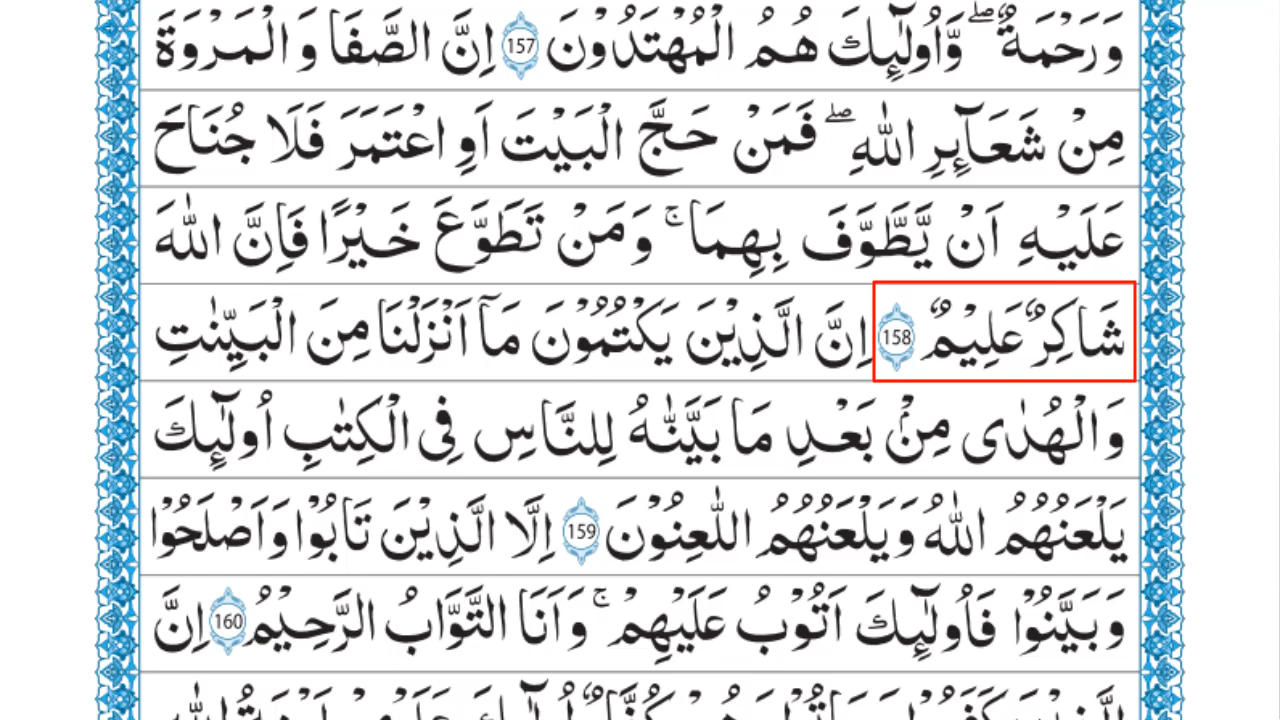 وَرَحْمَةٌ ۖ وَّاُولٰٓئِكَ هُمُ الْمُهْتَدُوْنَ 157 اِنَّ الصَّفَا وَ الْمَرْوَةَ
مِنْ شَعَآئِرِ اللّٰهِ ۖ فَمَنْ حَجَّ الْبَيْتَ اَوِ اعْتَمَرَ فَلَا جُنَاحَ
عَلَيْهِ اَنْ يَّطَّوَّفَ بِهِمَا ۚ وَمَنْ تَطَوَّعَ خَيْرًا فَاِنَّ اللّٰهَ
شَاكِرٌ عَلِيْمٌ 158 اِنَّ الَّذِيْنَ يَكْتُمُوْنَ مَآ اَنْزَلْنَا مِنَ الْبَيِّنٰتِ
وَالْهُدٰى مِنْۢ بَعْدِ مَا بَيَّنّٰهُ لِلنَّاسِ فِى الْكِتٰبِ اُولٰٓئِكَ
يَلْعَنُهُمُ اللّٰهُ وَيَلْعَنُهُمُ اللّٰعِنُوْنَ 159 اِلَّا الَّذِيْنَ تَابُوْا وَاَصْلَحُوْا
وَبَيَّنُوْا فَاُولٰٓئِكَ اَتُوْبُ عَلَيْهِمْ ۚ وَاَنَا التَّوَّابُ الرَّحِيْمُ 160 اِنَّ